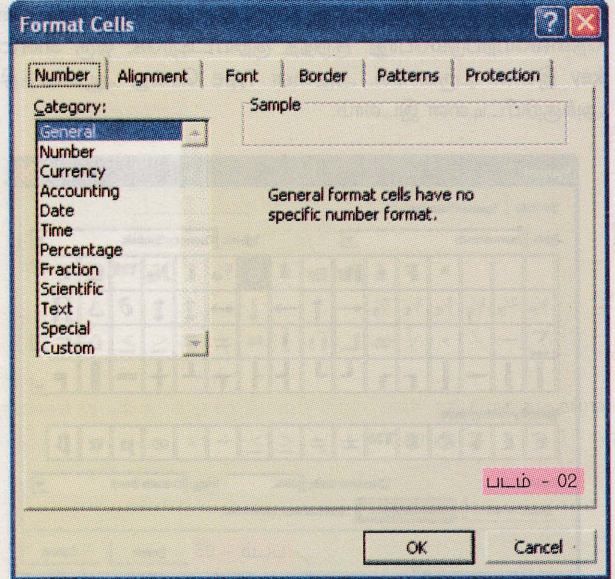 Format Cells
Number Alignment Font Border Patterns Protection
Category:
General
Number
Currency
Accounting
Date
Time
Percentage
Fraction
Scientific
Text
Special
Custom
Sample
General format cells have no
specific number format.
படம் - 02
OK Cancel